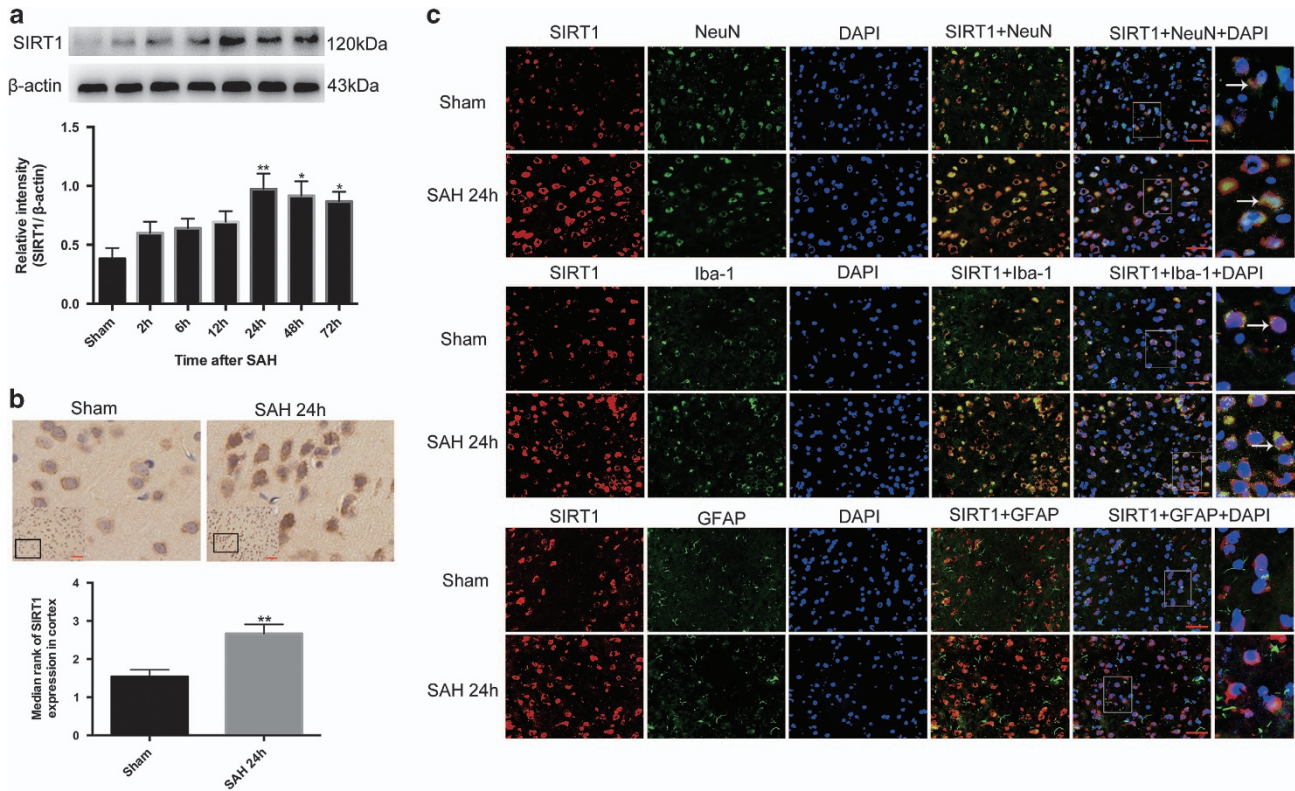 a
SIRT1
120kDa
β-actin
43kDa
1.5
1.0
0.5
0.0
Relative intensity
(SIRT1/ β-actin)
**
*
*
Sham
2h
6h
12h
24h
48h
72h
Time after SAH
b
Sham
SAH 24h
4
3
2
1
0
Median rank of SIRT1
expression in cortex
**
Sham
SAH 24h
c
SIRT1
NeuN
DAPI
SIRT1+NeuN
SIRT1+NeuN+DAPI
Sham
SAH 24h
SIRT1
Iba-1
DAPI
SIRT1+Iba-1
SIRT1+Iba-1+DAPI
Sham
SAH 24h
SIRT1
GFAP
DAPI
SIRT1+GFAP
SIRT1+GFAP+DAPI
Sham
SAH 24h